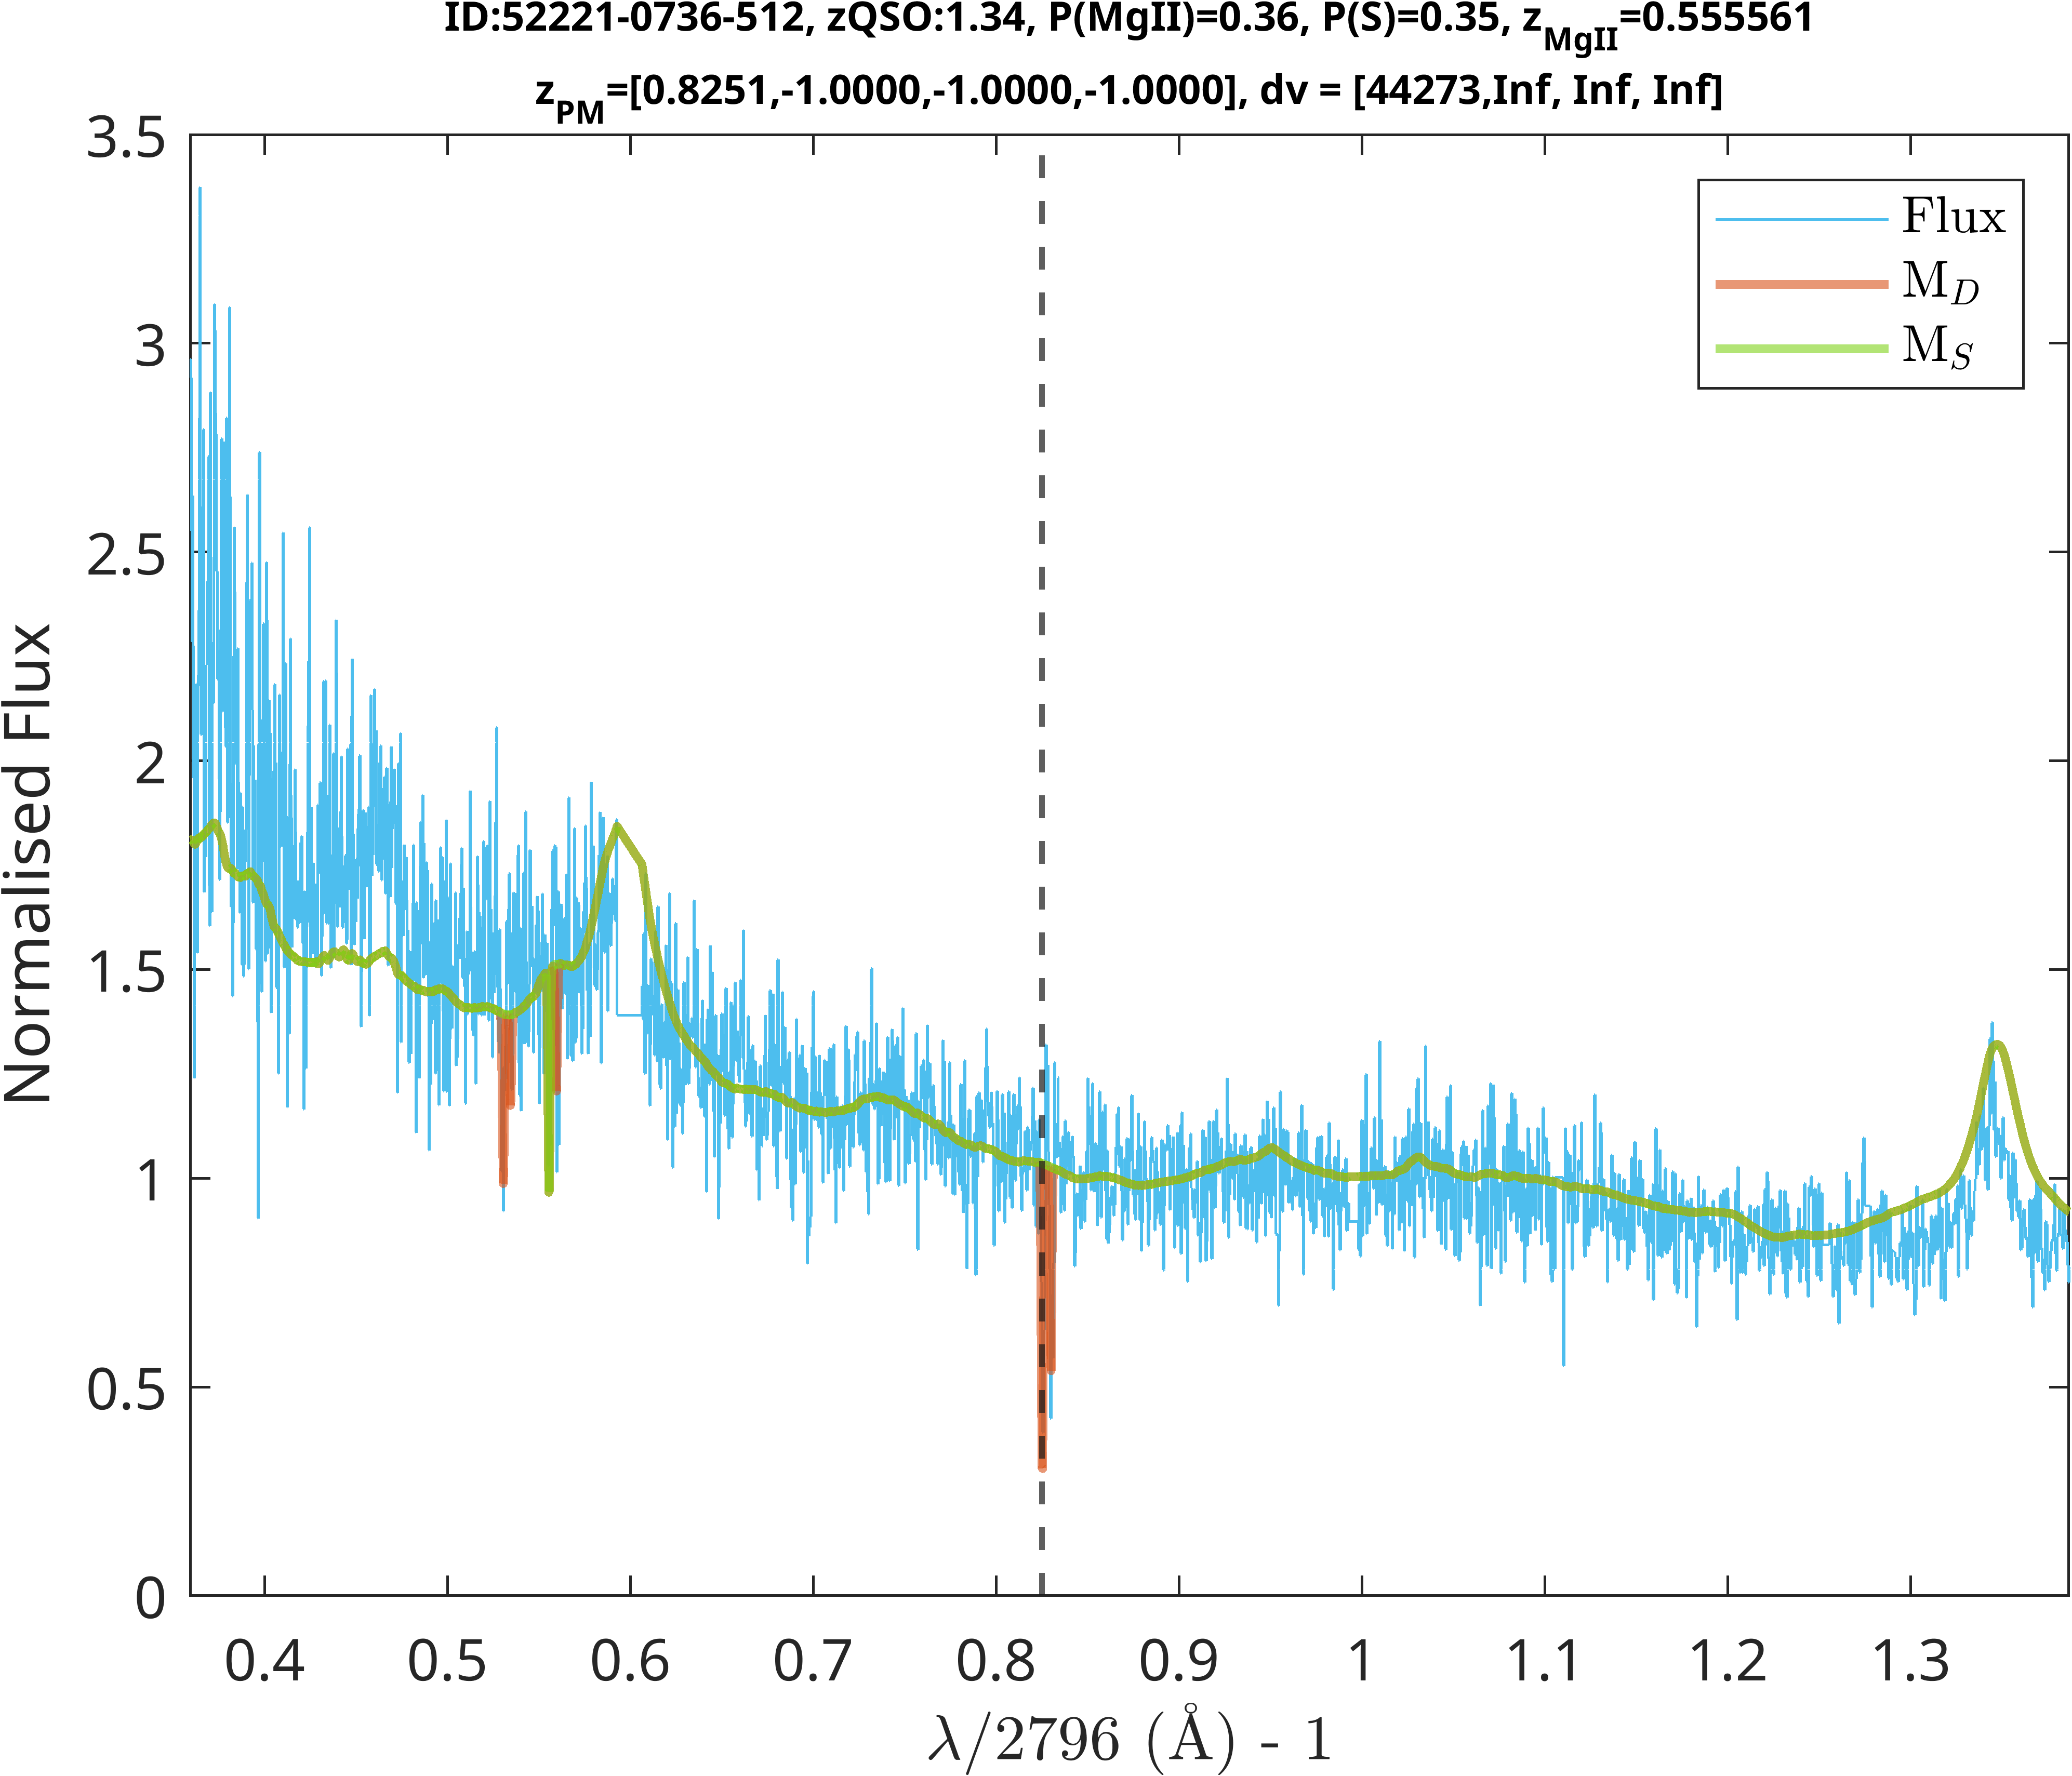 ID:52221-0736-512, zQSO:1.34, P(MgII)=0.36, P(S)=0.35, zMgII=0.555561
zPM=[0.8251,-1.0000,-1.0000,-1.0000], dv = [44273,Inf, Inf, Inf]
3.5
3
2.5
2
1.5
1
0.5
0
Normalised Flux
Flux
MD
MS
0.4 0.5 0.6 0.7 0.8 0.9 1 1.1 1.2 1.3
λ/2796 (Å) - 1